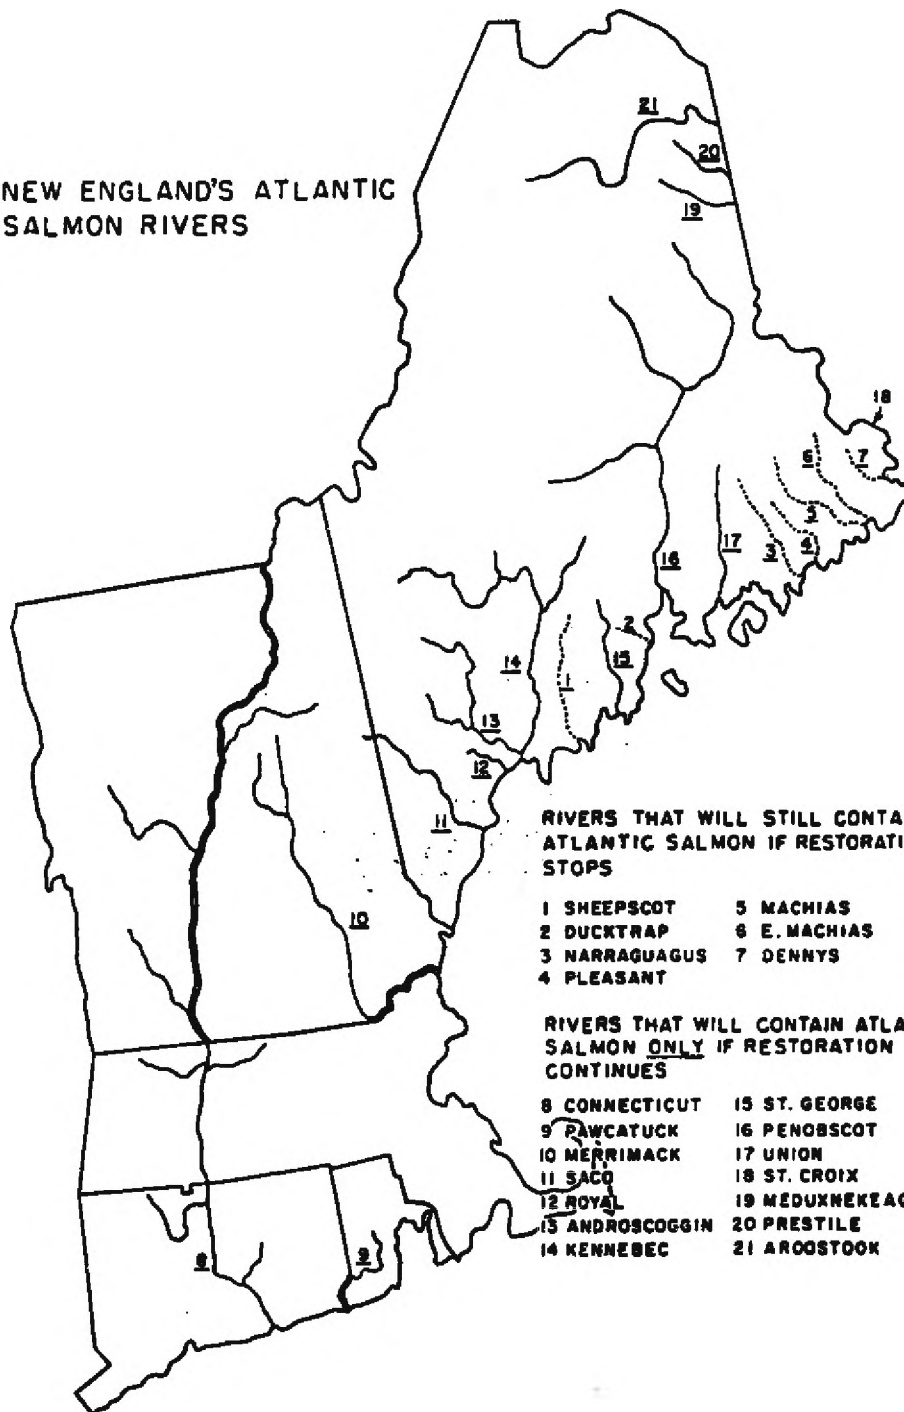 NEW ENGLAND'S ATLANTIC
SALMON RIVERS
21
20
19
18
6
7
5
16
17
3
4
2
14
1
15
13
12
11
10
RIVERS THAT WILL STILL CONTA
ATLANTIC SALMON IF RESTORATI
STOPS
1 SHEEPSCOT 5 MACHIAS
2 DUCKTRAP 6 E. MACHIAS
3 NARRAGUAGUS 7 DENNYS
4 PLEASANT
RIVERS THAT WILL CONTAIN ATLA
SALMON ONLY IF RESTORATION
CONTINUES
8 CONNECTICUT 15 ST. GEORGE
9 PAWCATUCK 16 PENOBSCOT
10 MERRIMACK 17 UNION
11 SACO 18 ST. CROIX
12 ROYAL 19 MEDUXNEKEAG
13 ANDROSCOGGIN 20 PRESTILE
14 KENNEBEC 21 AROOSTOOK
8
9